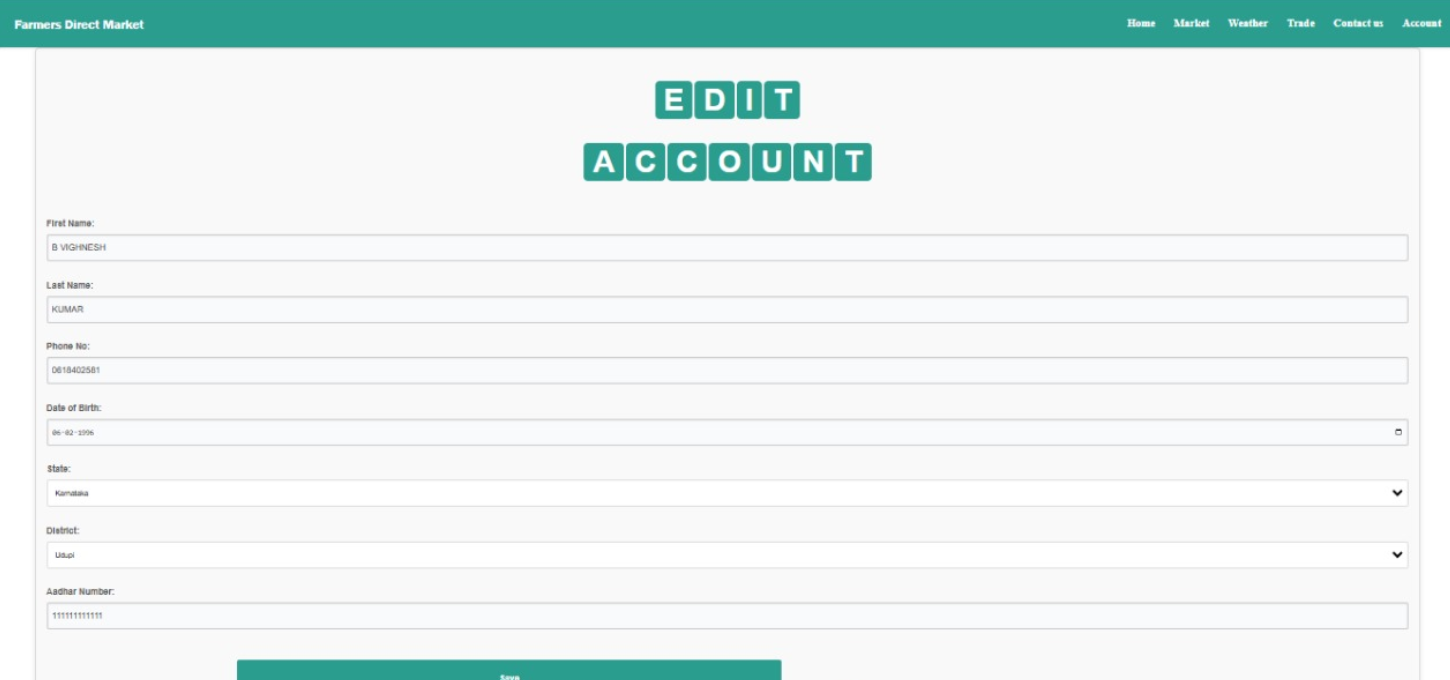 Farmers Direct Market
Home Market Weather Trade Contact us Account
EDIT
ACCOUNT
First Name:
B VIGHNESH
Last Name:
KUMAR
Phone No:
0618402581
Date of Birth:
06-02-1996
State:
Karnataka
District:
Udupi
Aadhar Number:
111111111111
Save